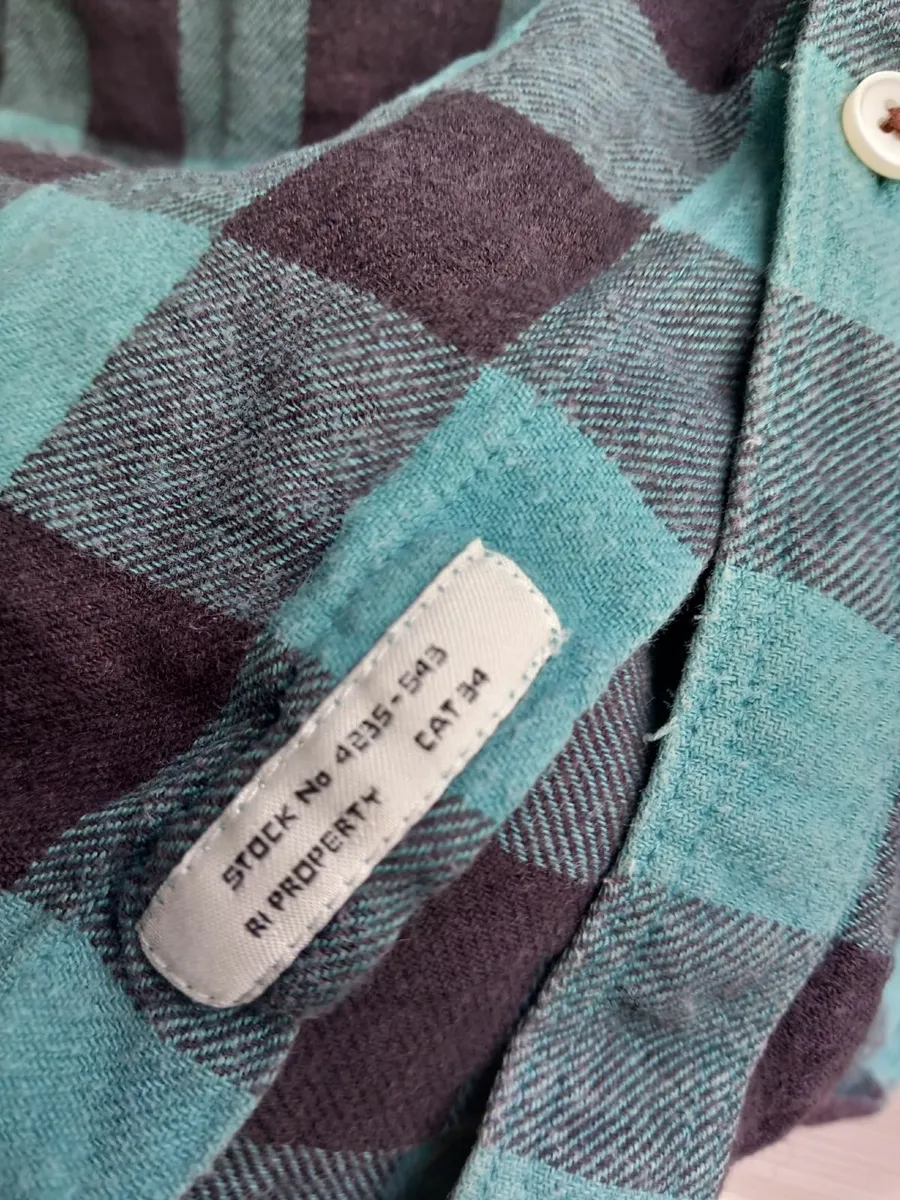 STOCK No 4235-543
RI PROPERTY CAT 34